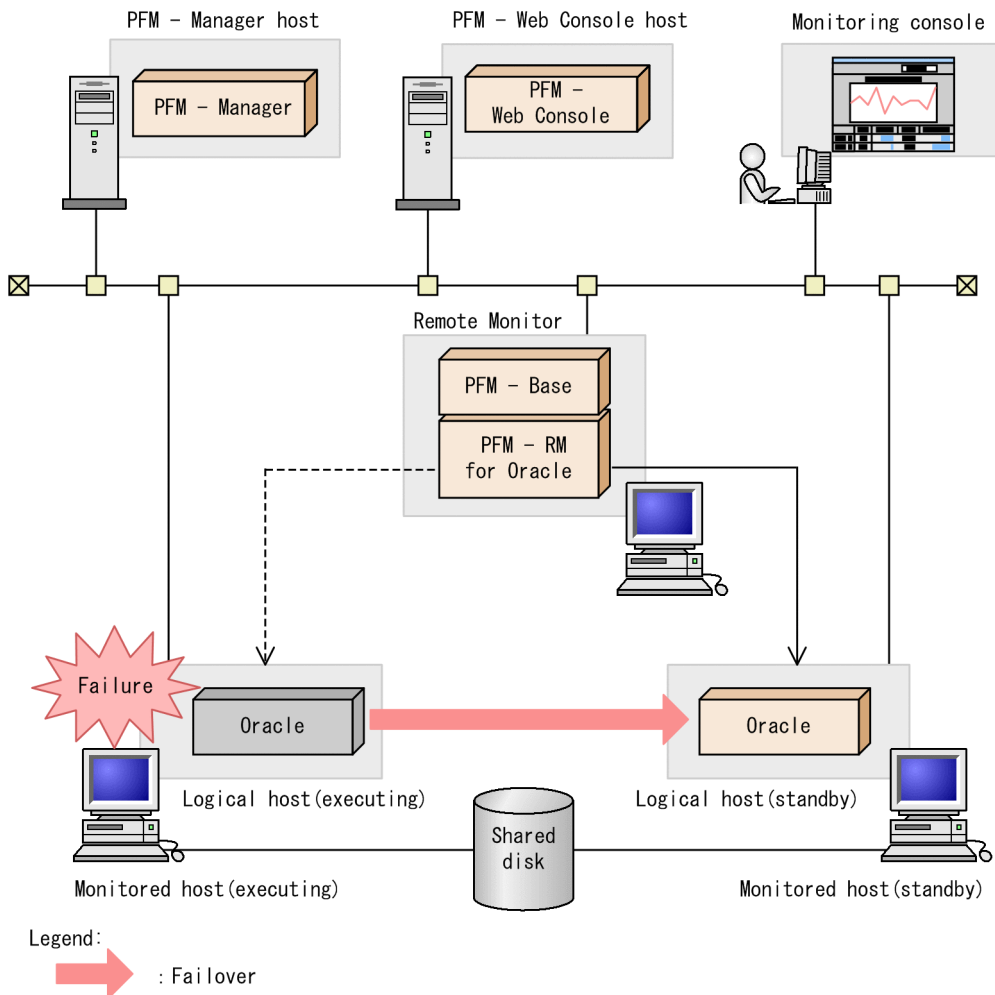 PFM - Manager host
PFM - Web Console host
Monitoring console
PFM - Manager
PFM -
Web Console
Remote Monitor
PFM - Base
PFM - RM
for Oracle
Failure
Oracle
Oracle
Logical host(executing)
Logical host(standby)
Shared
disk
Monitored host(executing)
Monitored host(standby)
Legend:
: Failover